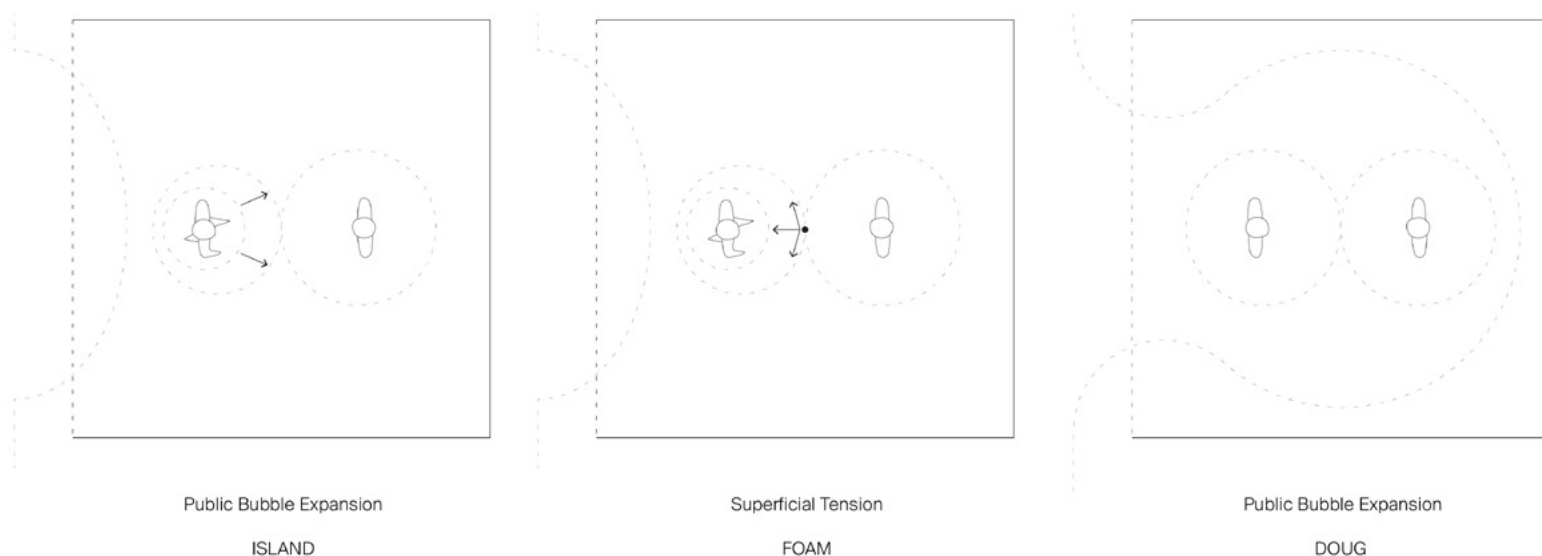 Public Bubble Expansion
ISLAND
Superficial Tension
FOAM
Public Bubble Expansion
DOUG